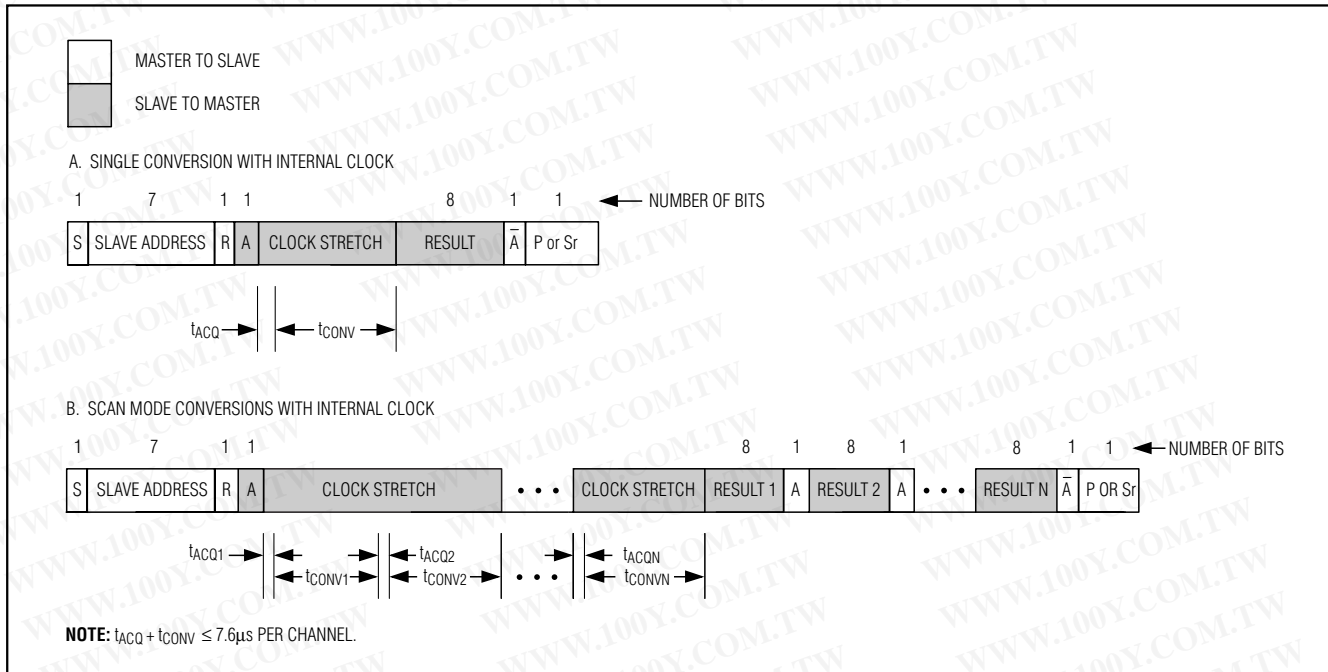 MASTER TO SLAVE
SLAVE TO MASTER
A. SINGLE CONVERSION WITH INTERNAL CLOCK
1 7 1 1 8 1 1 NUMBER OF BITS
S SLAVE ADDRESS R A CLOCK STRETCH RESULT A̅ P or Sr
tACQ tCONV
B. SCAN MODE CONVERSIONS WITH INTERNAL CLOCK
1 7 1 1 8 1 8 1 8 1 1 NUMBER OF BITS
S SLAVE ADDRESS R A CLOCK STRETCH • • • CLOCK STRETCH RESULT 1 A RESULT 2 A • • • RESULT N A̅ P OR Sr
tACQ1 tACQ2 tACQN
tCONV1 tCONV2 • • • tCONVN
NOTE: tACQ + tCONV ≤ 7.6μs PER CHANNEL.
WWW.100Y.COM.TW